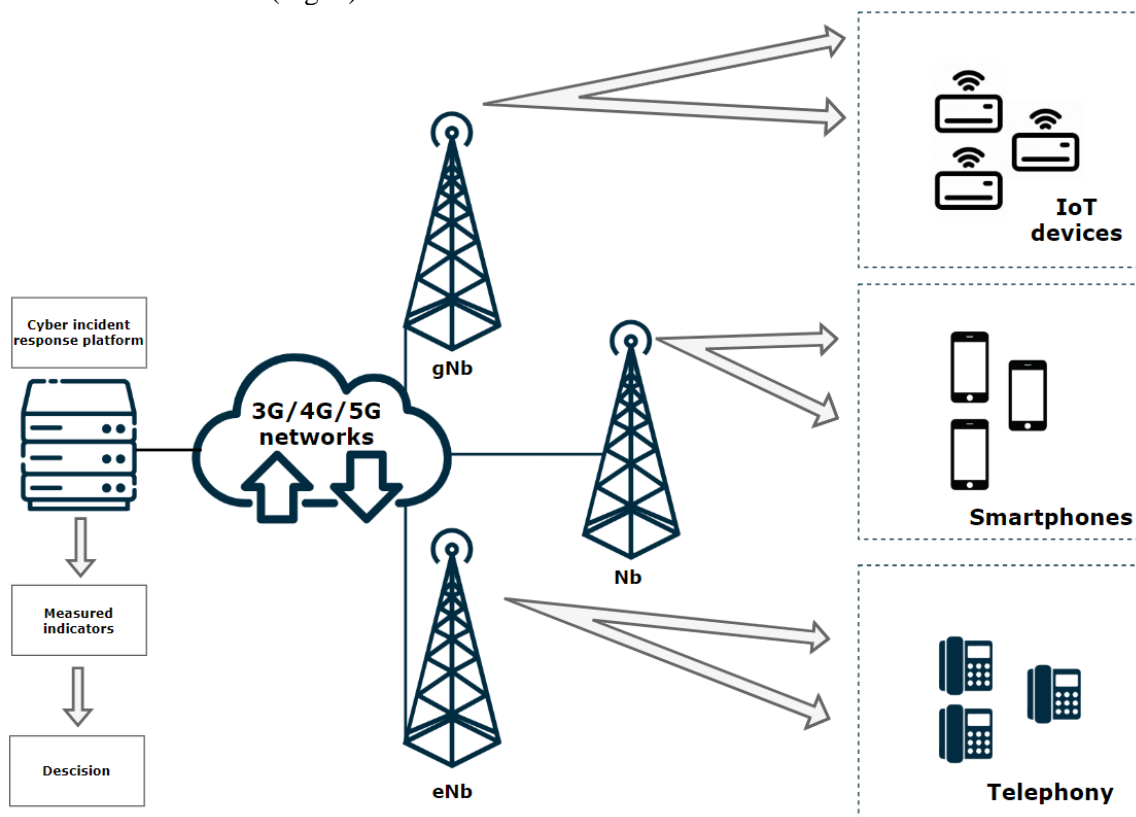 Cyber incident
response platform
3G/4G/5G
networks
Measured
indicators
Descision
gNb
Nb
eNb
IoT
devices
Smartphones
Telephony